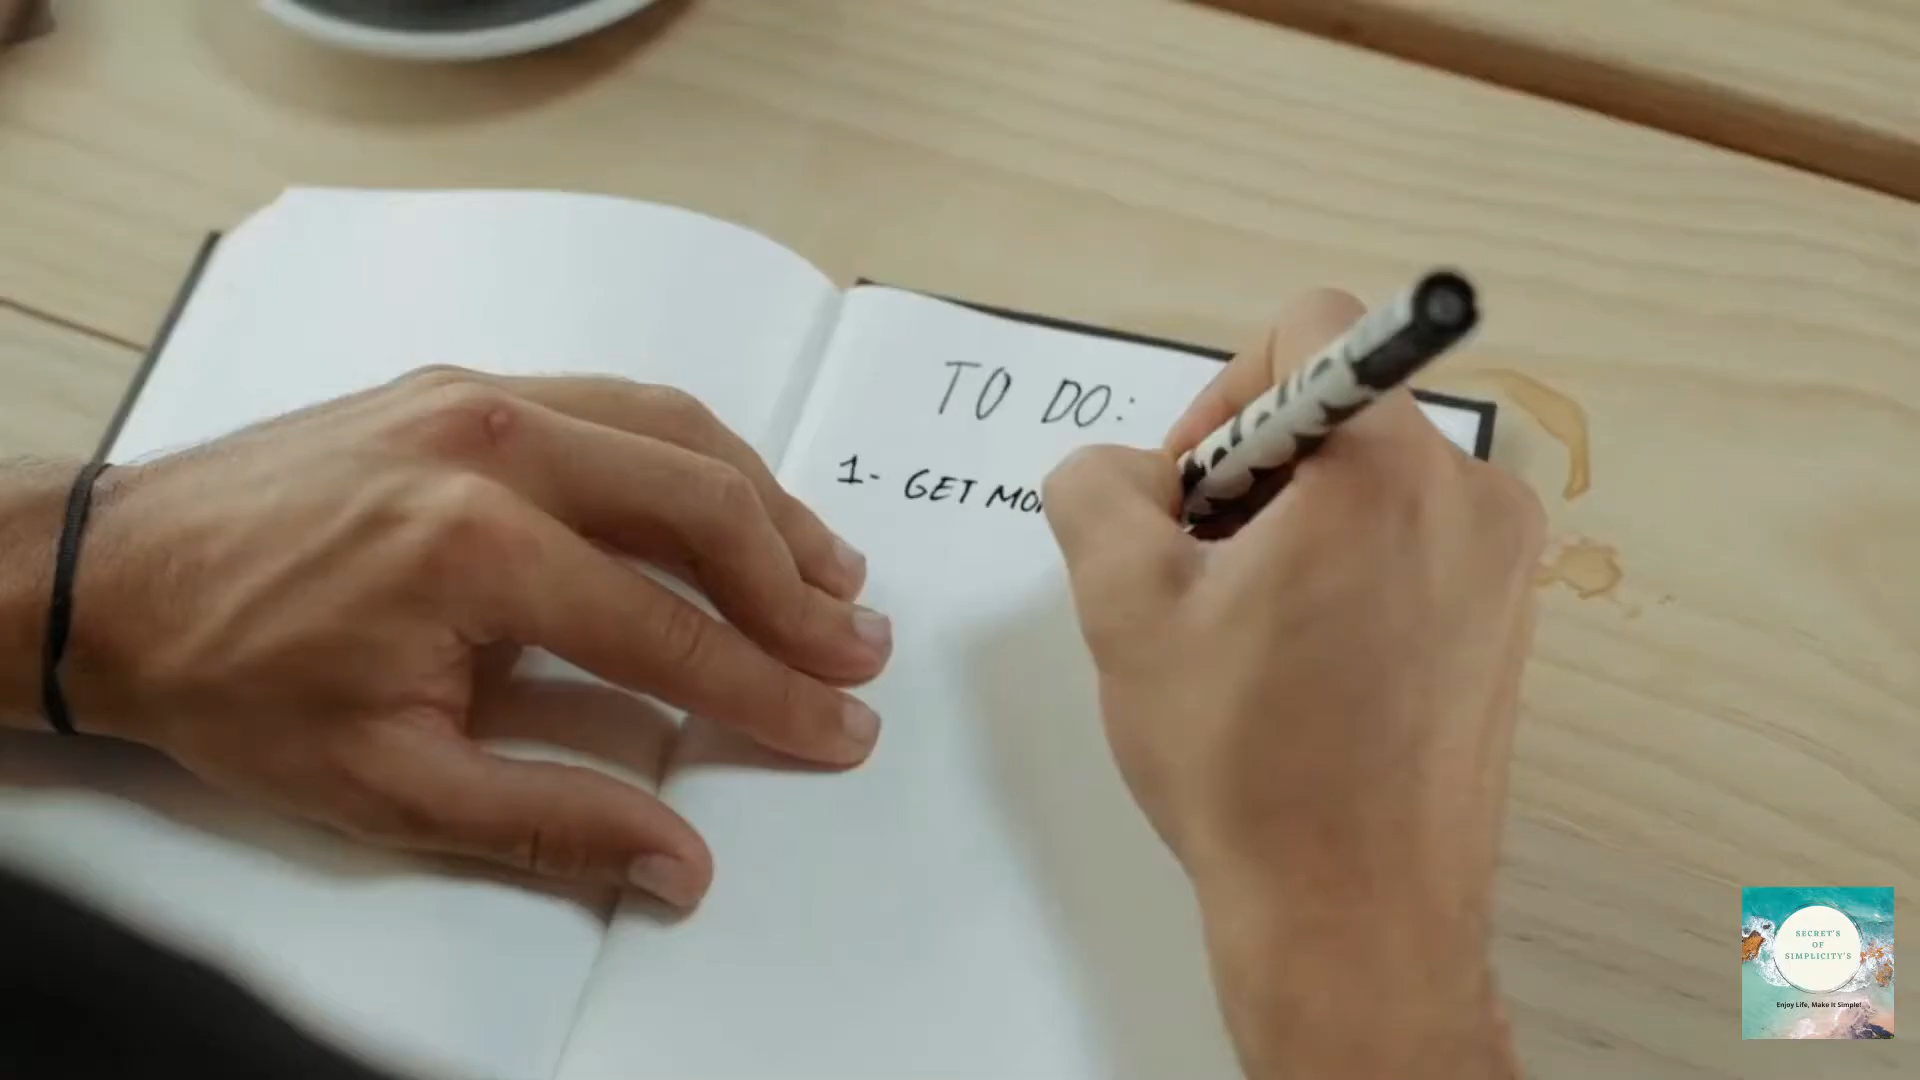 TO DO:
1- GET MO
SECRET'S
OF
SIMPLICITY'S
Enjoy Life, Make It Simple!